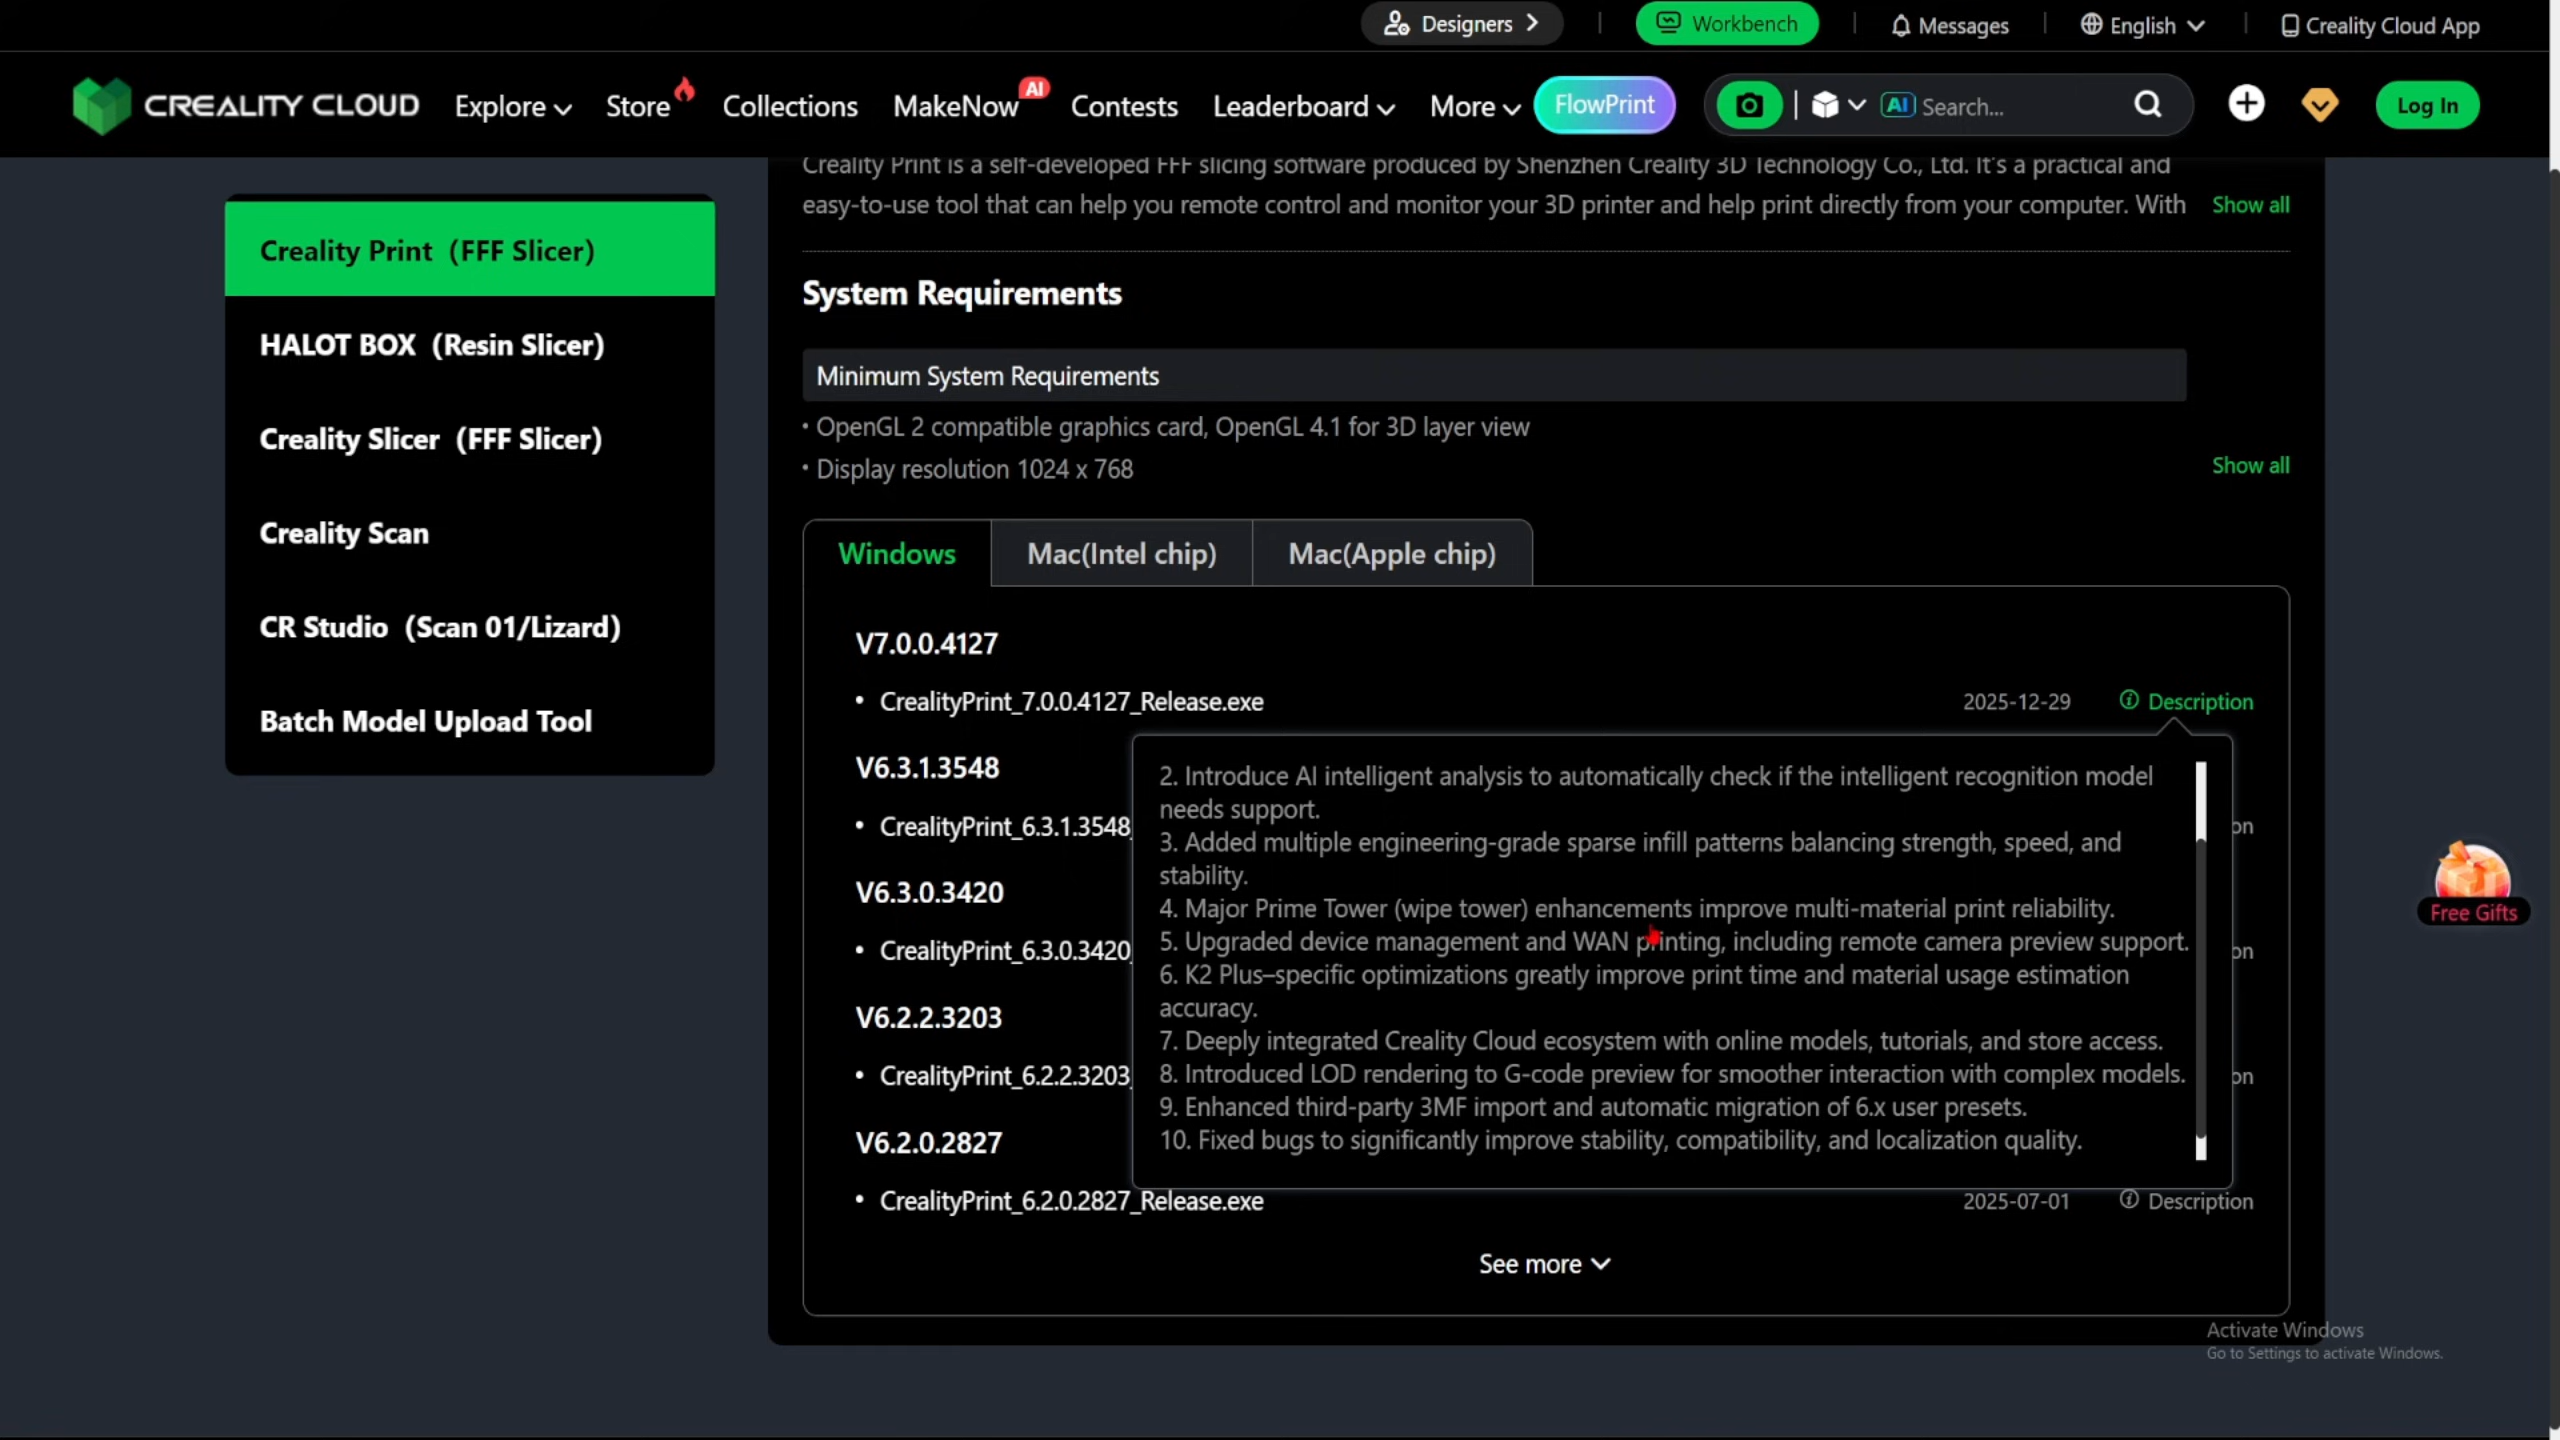 Designers
Workbench
Messages
English
Creality Cloud App
CREALITY CLOUD
Explore
Store
Collections
MakeNow
AI
Contests
Leaderboard
More
FlowPrint
AI Search...
Log In
Creality Print is a self-developed FFF slicing software produced by Shenzhen Creality 3D Technology Co., Ltd. It's a practical and
easy-to-use tool that can help you remote control and monitor your 3D printer and help print directly from your computer. With
Show all
Creality Print (FFF Slicer)
HALOT BOX (Resin Slicer)
Creality Slicer (FFF Slicer)
Creality Scan
CR Studio (Scan 01/Lizard)
Batch Model Upload Tool
System Requirements
Minimum System Requirements
• OpenGL 2 compatible graphics card, OpenGL 4.1 for 3D layer view
• Display resolution 1024 x 768
Show all
Windows
Mac(Intel chip)
Mac(Apple chip)
V7.0.0.4127
• CrealityPrint_7.0.0.4127_Release.exe 2025-12-29 Description
V6.3.1.3548
• CrealityPrint_6.3.1.3548_
on
V6.3.0.3420
• CrealityPrint_6.3.0.3420_
on
V6.2.2.3203
• CrealityPrint_6.2.2.3203_
on
V6.2.0.2827
• CrealityPrint_6.2.0.2827_Release.exe 2025-07-01 Description
2. Introduce AI intelligent analysis to automatically check if the intelligent recognition model
needs support.
3. Added multiple engineering-grade sparse infill patterns balancing strength, speed, and
stability.
4. Major Prime Tower (wipe tower) enhancements improve multi-material print reliability.
5. Upgraded device management and WAN printing, including remote camera preview support.
6. K2 Plus–specific optimizations greatly improve print time and material usage estimation
accuracy.
7. Deeply integrated Creality Cloud ecosystem with online models, tutorials, and store access.
8. Introduced LOD rendering to G-code preview for smoother interaction with complex models.
9. Enhanced third-party 3MF import and automatic migration of 6.x user presets.
10. Fixed bugs to significantly improve stability, compatibility, and localization quality.
See more
Free Gifts
Activate Windows
Go to Settings to activate Windows.